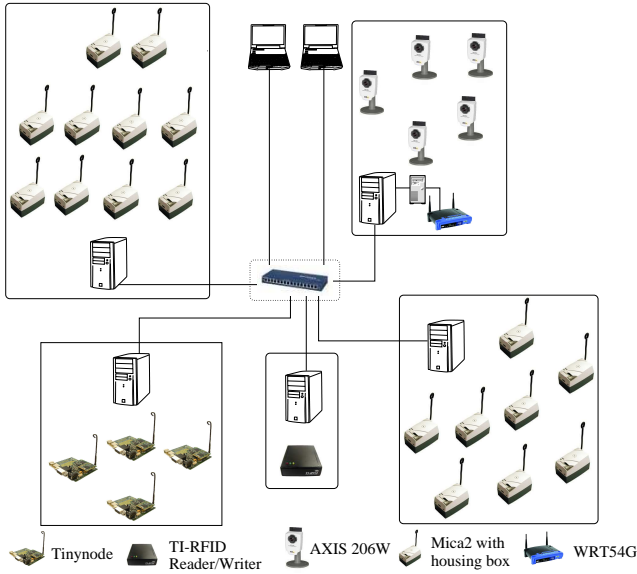 Tinynode
TI-RFID
Reader/Writer
AXIS 206W
Mica2 with
housing box
WRT54G